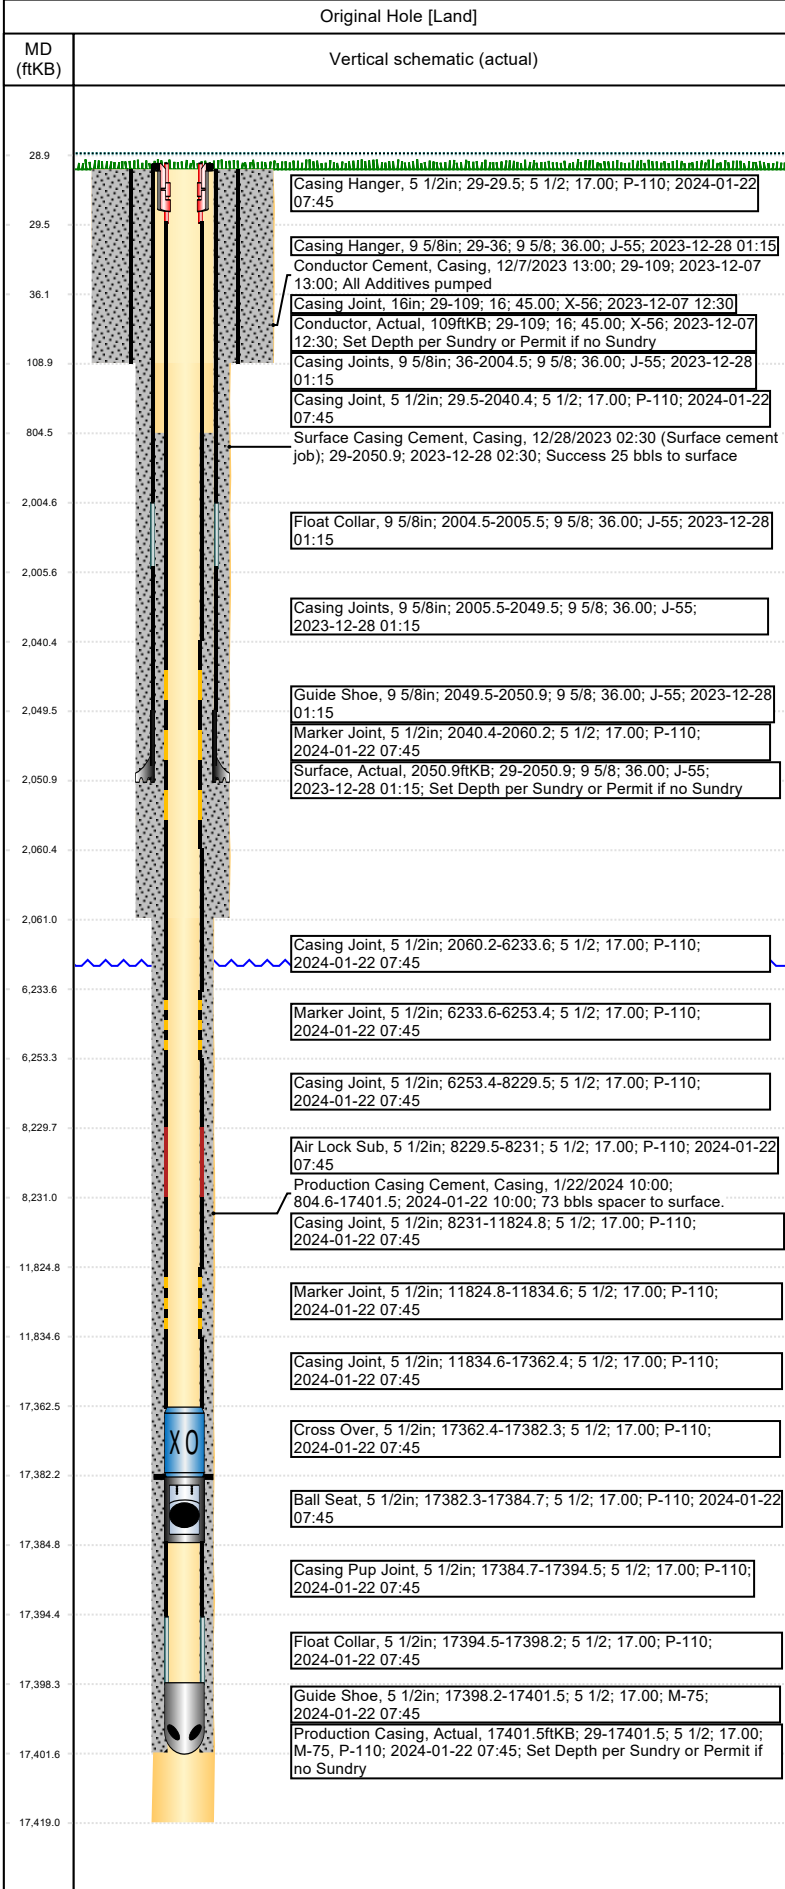 Original Hole [Land]
MD
(ftKB)
Vertical schematic (actual)
28.9
Casing Hanger, 5 1/2in; 29-29.5; 5 1/2; 17.00; P-110; 2024-01-22
07:45
29.5
Casing Hanger, 9 5/8in; 29-36; 9 5/8; 36.00; J-55; 2023-12-28 01:15
Conductor Cement, Casing, 12/7/2023 13:00; 29-109; 2023-12-07
13:00; All Additives pumped
36.1
Casing Joint, 16in; 29-109; 16; 45.00; X-56; 2023-12-07 12:30
Conductor, Actual, 109ftKB; 29-109; 16; 45.00; X-56; 2023-12-07
12:30; Set Depth per Sundry or Permit if no Sundry
108.9
Casing Joints, 9 5/8in; 36-2004.5; 9 5/8; 36.00; J-55; 2023-12-28
01:15
Casing Joint, 5 1/2in; 29.5-2040.4; 5 1/2; 17.00; P-110; 2024-01-22
07:45
804.5
Surface Casing Cement, Casing, 12/28/2023 02:30 (Surface cement
job); 29-2050.9; 2023-12-28 02:30; Success 25 bbls to surface
2,004.6
Float Collar, 9 5/8in; 2004.5-2005.5; 9 5/8; 36.00; J-55; 2023-12-28
01:15
2,005.6
Casing Joints, 9 5/8in; 2005.5-2049.5; 9 5/8; 36.00; J-55;
2023-12-28 01:15
2,040.4
Guide Shoe, 9 5/8in; 2049.5-2050.9; 9 5/8; 36.00; J-55; 2023-12-28
01:15
2,049.5
Marker Joint, 5 1/2in; 2040.4-2060.2; 5 1/2; 17.00; P-110;
2024-01-22 07:45
Surface, Actual, 2050.9ftKB; 29-2050.9; 9 5/8; 36.00; J-55;
2023-12-28 01:15; Set Depth per Sundry or Permit if no Sundry
2,050.9
2,060.4
2,061.0
Casing Joint, 5 1/2in; 2060.2-6233.6; 5 1/2; 17.00; P-110;
2024-01-22 07:45
6,233.6
Marker Joint, 5 1/2in; 6233.6-6253.4; 5 1/2; 17.00; P-110;
2024-01-22 07:45
6,253.3
Casing Joint, 5 1/2in; 6253.4-8229.5; 5 1/2; 17.00; P-110;
2024-01-22 07:45
8,229.7
Air Lock Sub, 5 1/2in; 8229.5-8231; 5 1/2; 17.00; P-110; 2024-01-22
07:45
Production Casing Cement, Casing, 1/22/2024 10:00;
804.6-17401.5; 2024-01-22 10:00; 73 bbls spacer to surface.
8,231.0
Casing Joint, 5 1/2in; 8231-11824.8; 5 1/2; 17.00; P-110;
2024-01-22 07:45
11,824.8
Marker Joint, 5 1/2in; 11824.8-11834.6; 5 1/2; 17.00; P-110;
2024-01-22 07:45
11,834.6
Casing Joint, 5 1/2in; 11834.6-17362.4; 5 1/2; 17.00; P-110;
2024-01-22 07:45
17,362.5
XO
Cross Over, 5 1/2in; 17362.4-17382.3; 5 1/2; 17.00; P-110;
2024-01-22 07:45
17,382.2
Ball Seat, 5 1/2in; 17382.3-17384.7; 5 1/2; 17.00; P-110; 2024-01-22
07:45
17,384.8
Casing Pup Joint, 5 1/2in; 17384.7-17394.5; 5 1/2; 17.00; P-110;
2024-01-22 07:45
17,394.4
Float Collar, 5 1/2in; 17394.5-17398.2; 5 1/2; 17.00; P-110;
2024-01-22 07:45
17,398.3
Guide Shoe, 5 1/2in; 17398.2-17401.5; 5 1/2; 17.00; M-75;
2024-01-22 07:45
Production Casing, Actual, 17401.5ftKB; 29-17401.5; 5 1/2; 17.00;
M-75, P-110; 2024-01-22 07:45; Set Depth per Sundry or Permit if
no Sundry
17,401.6
17,419.0